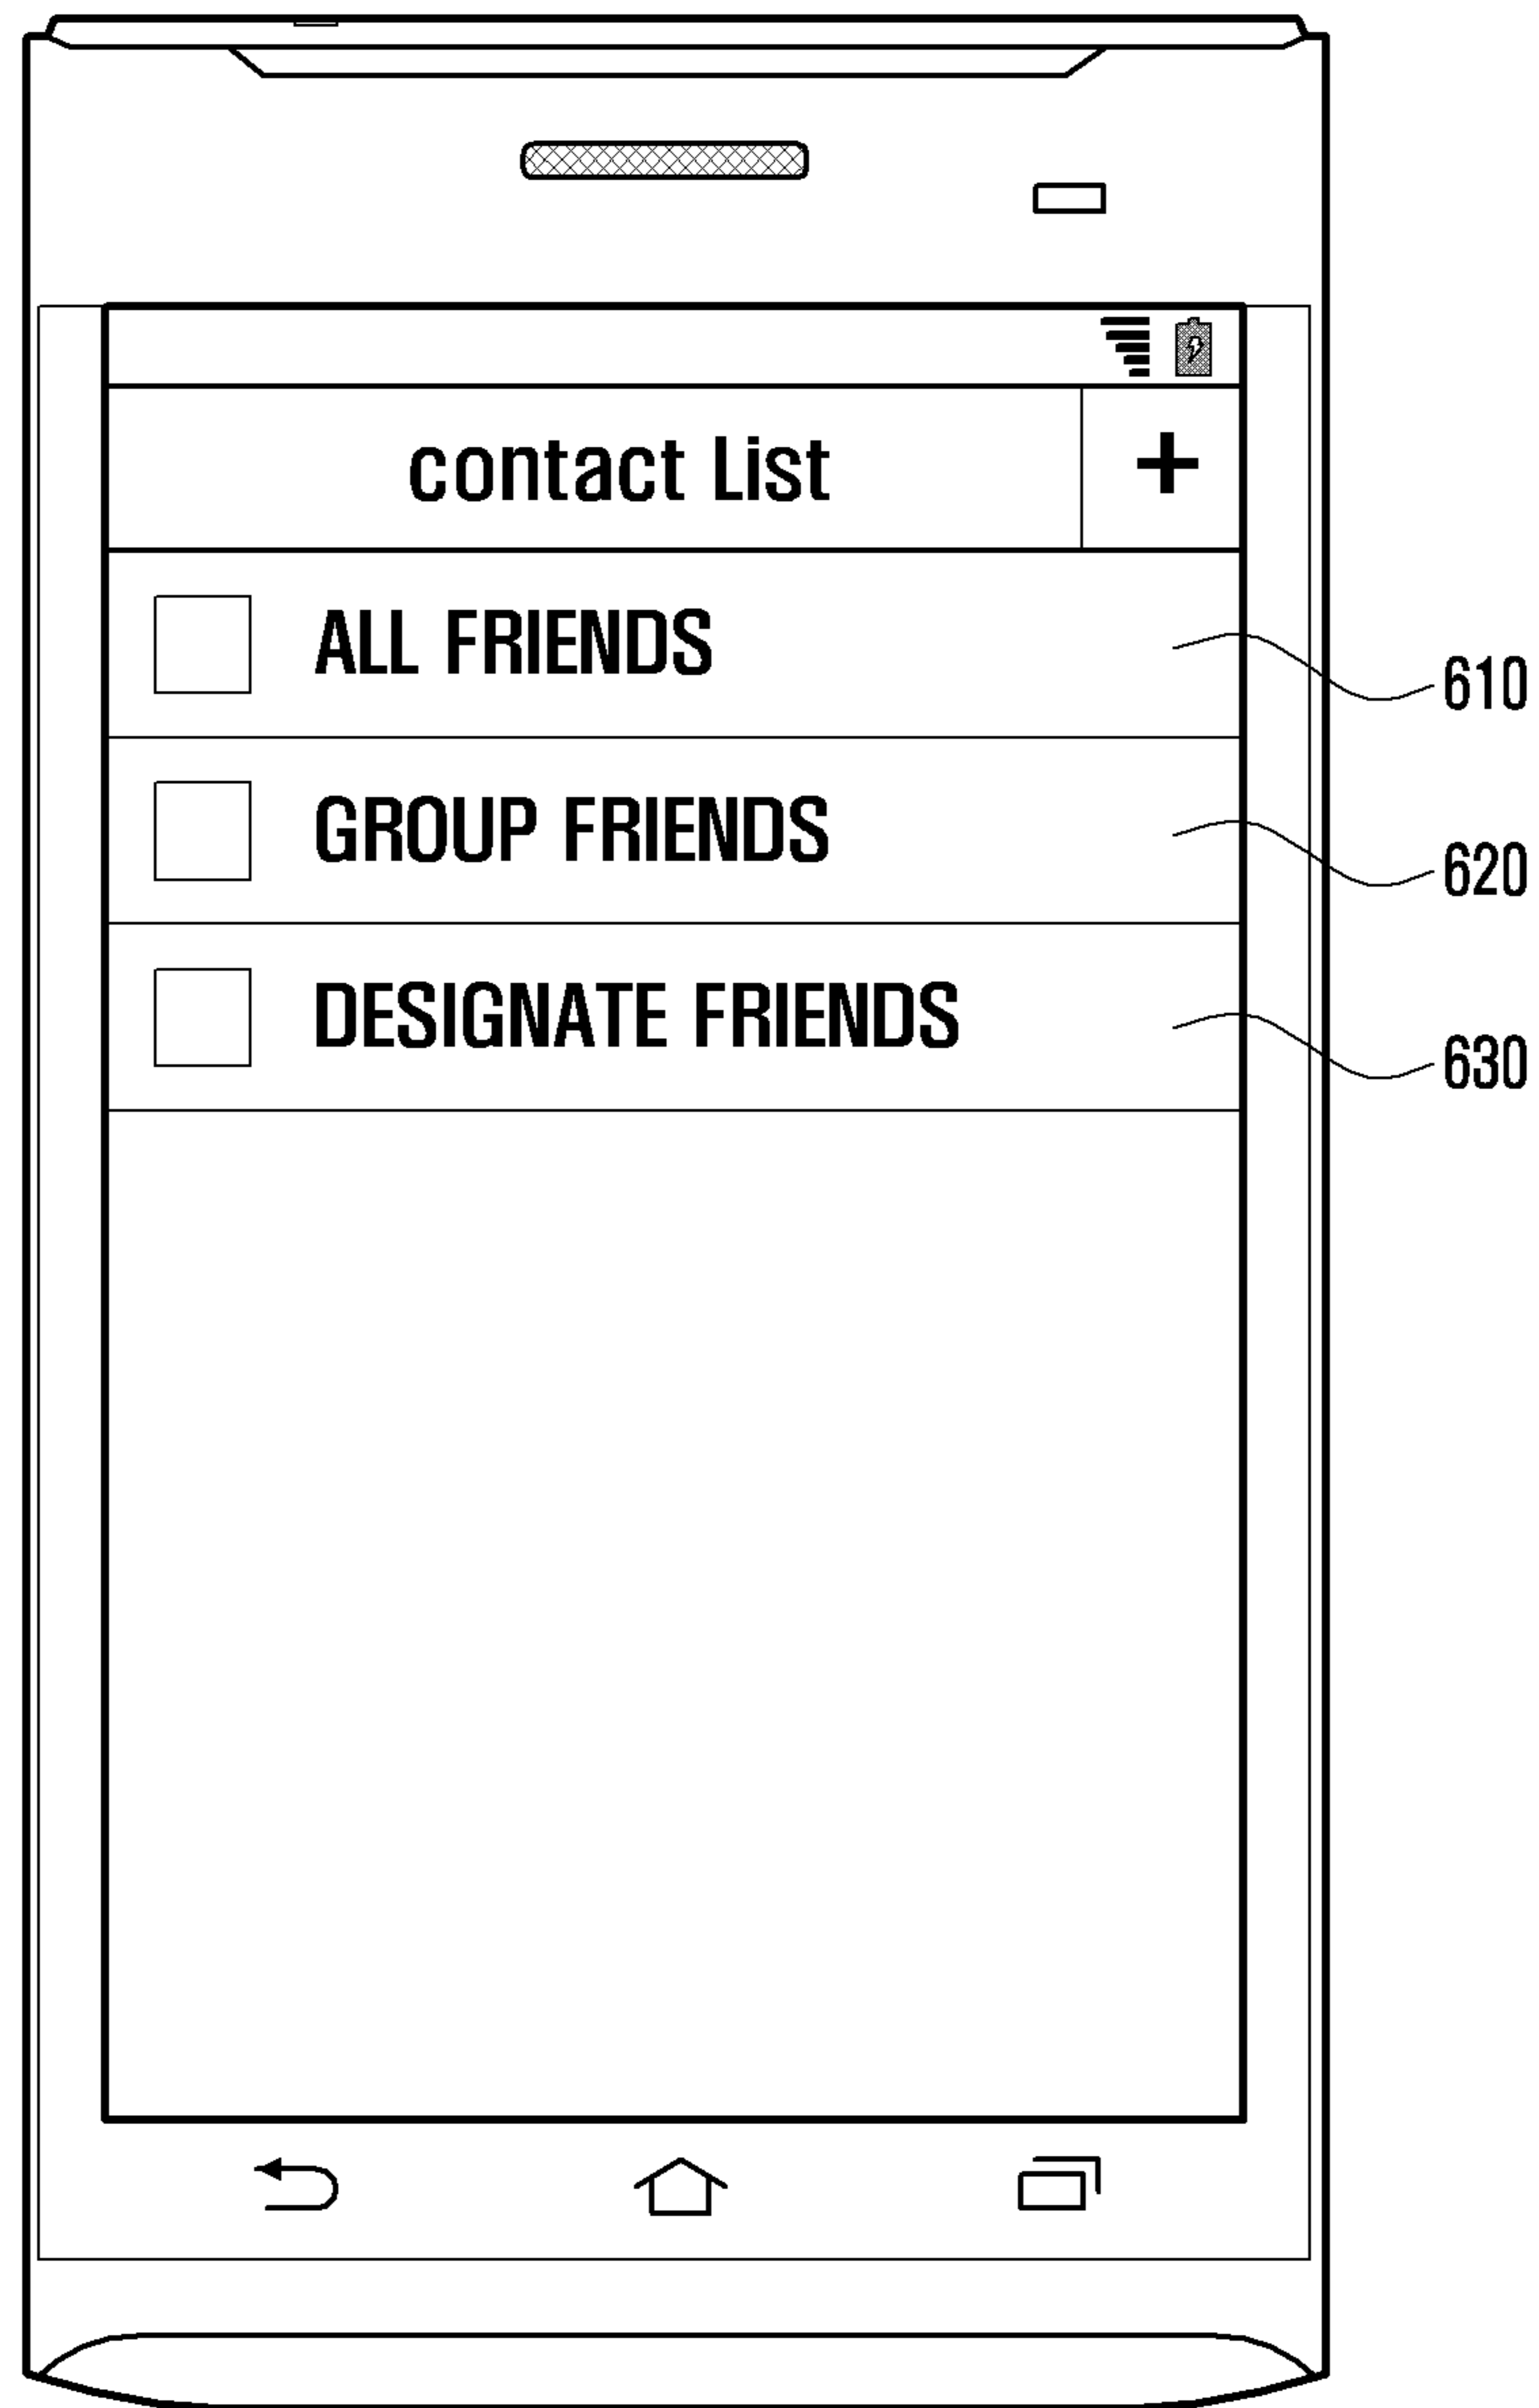 contact List +
ALL FRIENDS
610
GROUP FRIENDS
620
DESIGNATE FRIENDS
630